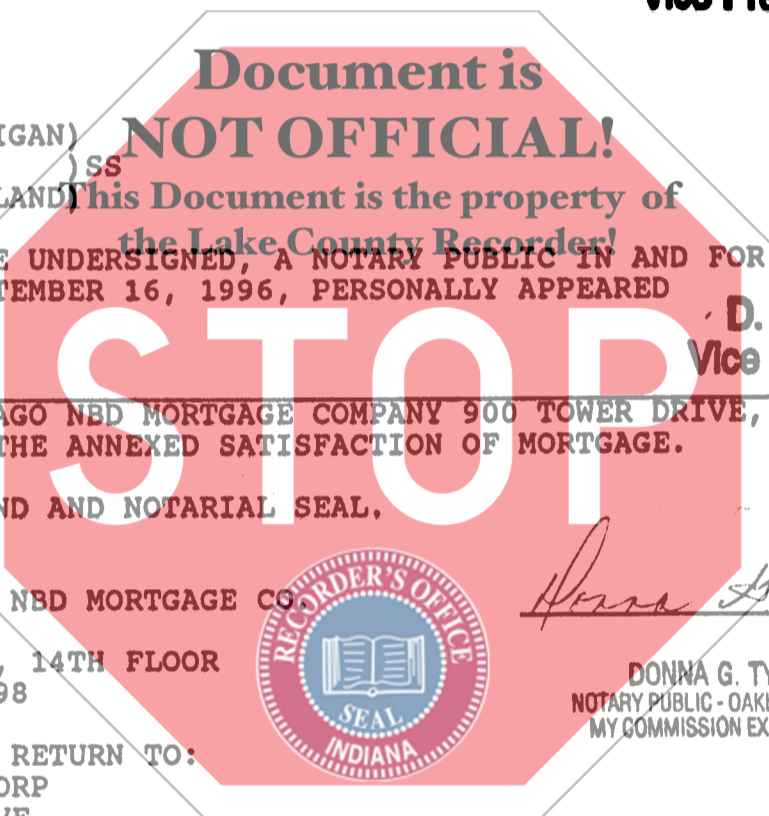 Document is
IGAN)
NOT OFFICIAL!
)SS
LAND)
This Document is the property of
the Lake County Recorder!
E UNDERSIGNED, A NOTARY PUBLIC IN AND FOR
TEMBER 16, 1996, PERSONALLY APPEARED
D.
Vice
STOP
AGO NBD MORTGAGE COMPANY 900 TOWER DRIVE,
THE ANNEXED SATISFACTION OF MORTGAGE.
ND AND NOTARIAL SEAL.
NBD MORTGAGE CO.
RECORDER'S OFFICE
SEAL
INDIANA
Donna
, 14TH FLOOR
98
DONNA G. TY
NOTARY PUBLIC - OAKL
MY COMMISSION EX
RETURN TO:
ORP